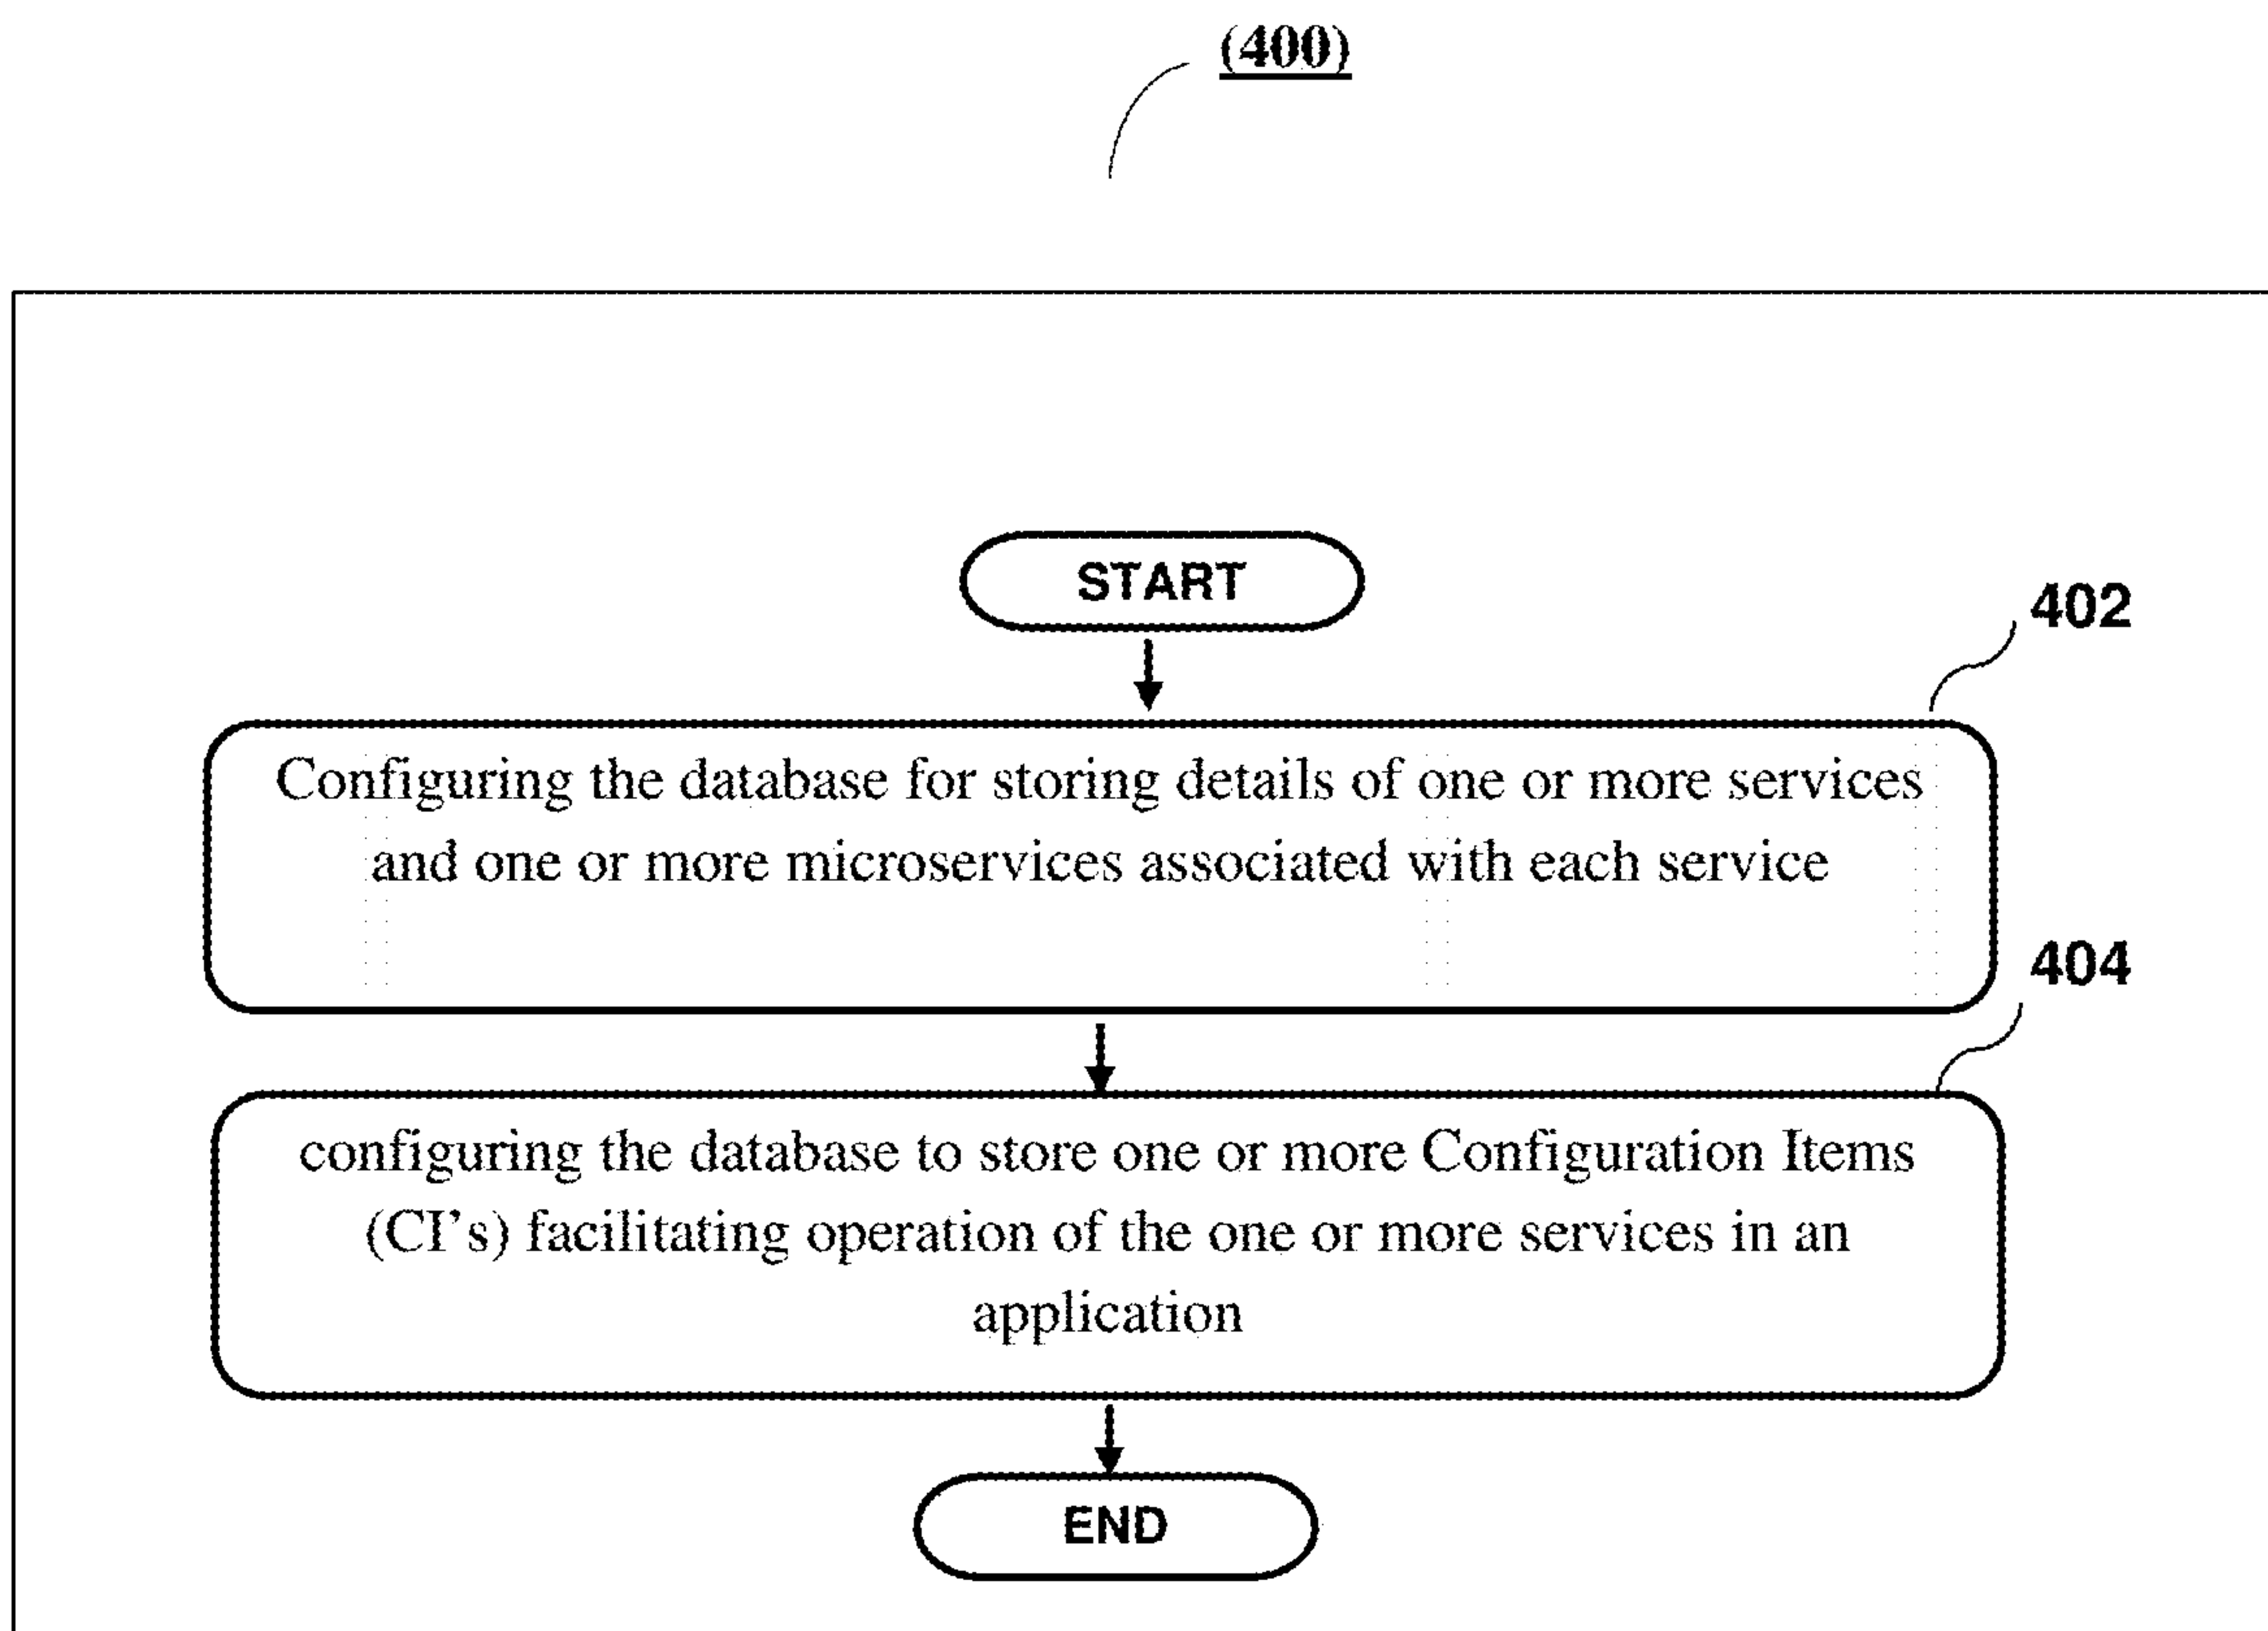 (400)
START
402
Configuring the database for storing details of one or more services
and one or more microservices associated with each service
404
configuring the database to store one or more Configuration Items
(CI’s) facilitating operation of the one or more services in an
application
END